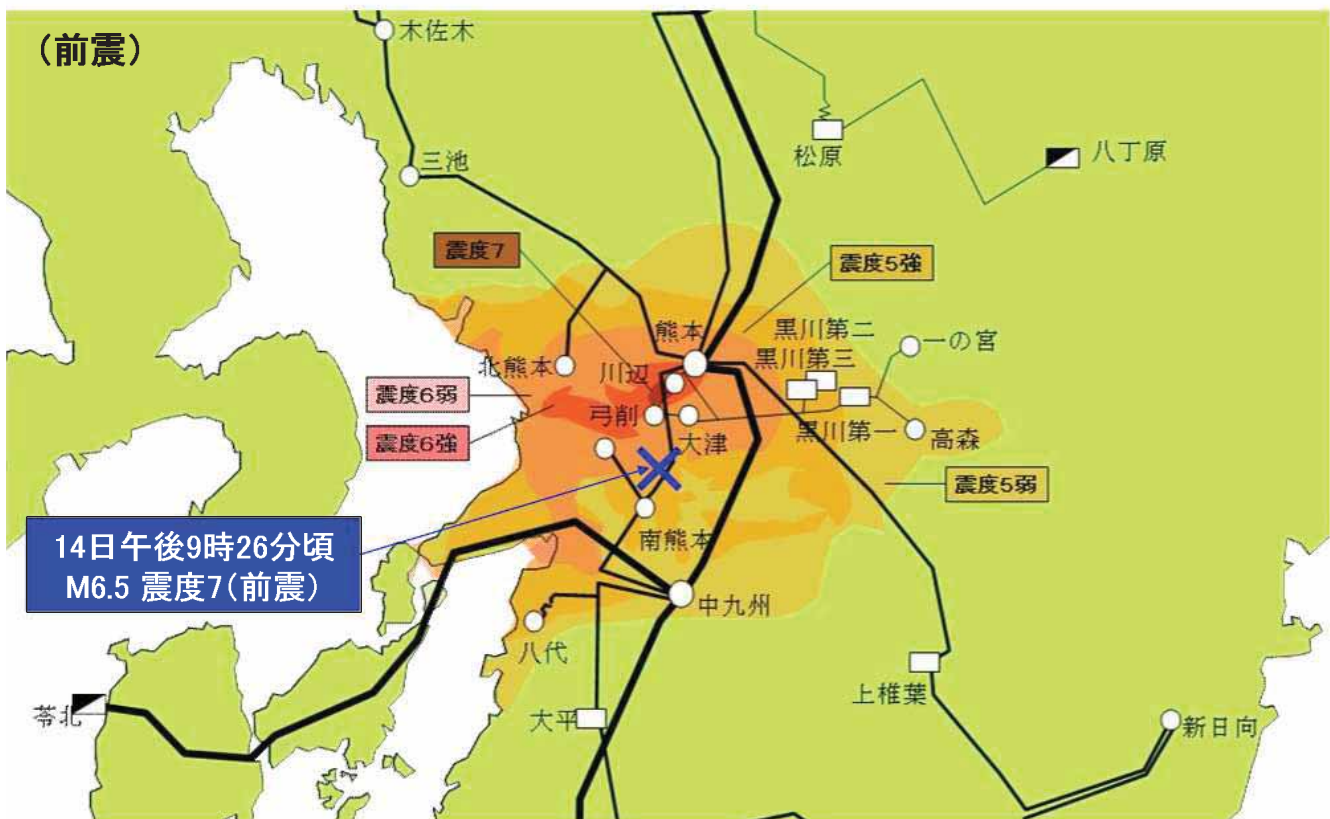 (前震)
木佐木
三池
松原
八丁原
震度7
震度5強
熊本
黒川第二
黒川第三
一の宮
北熊本
川辺
震度6弱
震度6強
弓削
大津
黒川第一
高森
震度5弱
南熊本
14日午後9時26分頃
M6.5 震度7(前震)
中九州
八代
上椎葉
苓北
大平
新日向